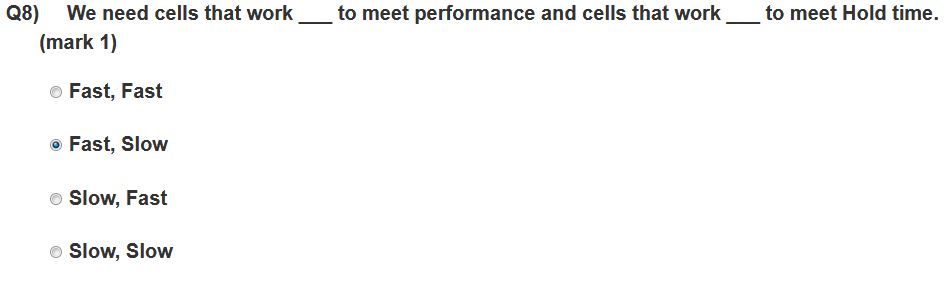 Q8) We need cells that work ___ to meet performance and cells that work ___ to meet Hold time.
(mark 1)
Fast, Fast
Fast, Slow
Slow, Fast
Slow, Slow